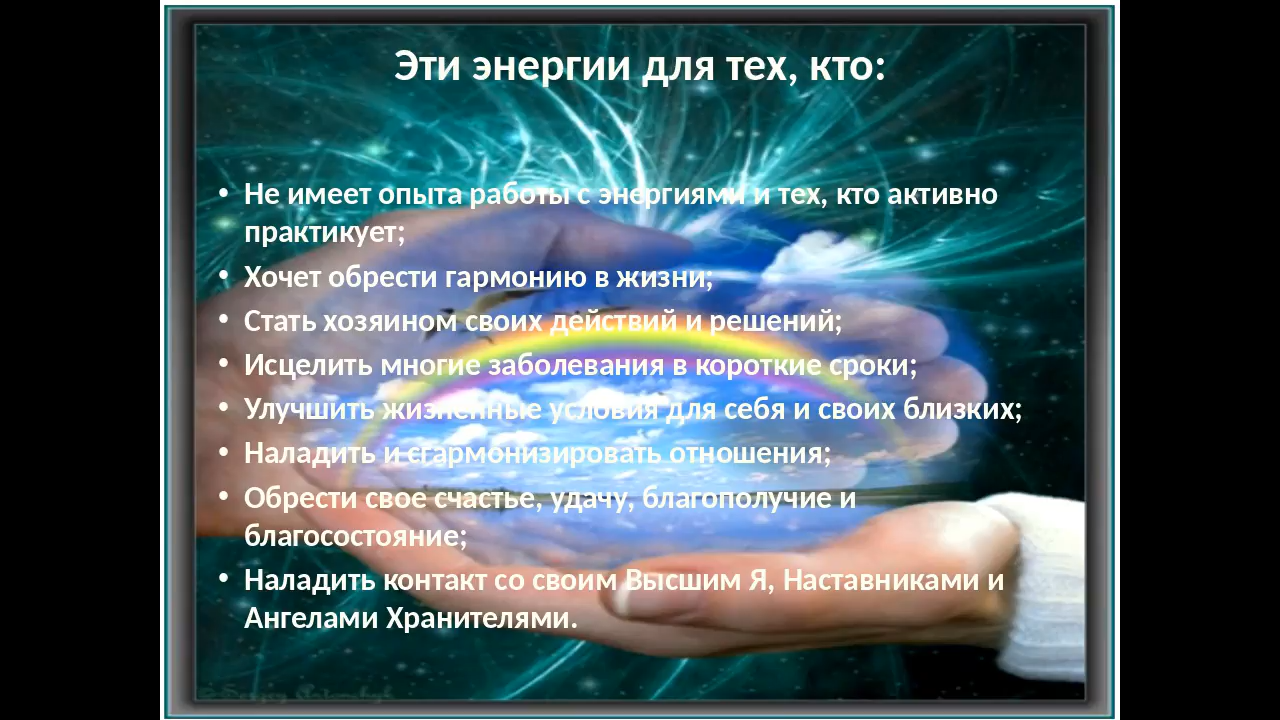 Эти энергии для тех, кто:
• Не имеет опыта работы с энергиями и тех, кто активно
практикует;
• Хочет обрести гармонию в жизни;
• Стать хозяином своих действий и решений;
• Исцелить многие заболевания в короткие сроки;
• Улучшить жизненные условия для себя и своих близких;
• Наладить и сгармонизировать отношения;
• Обрести свое счастье, удачу, благополучие и
благосостояние;
• Наладить контакт со своим Высшим Я, Наставниками и
Ангелами Хранителями.